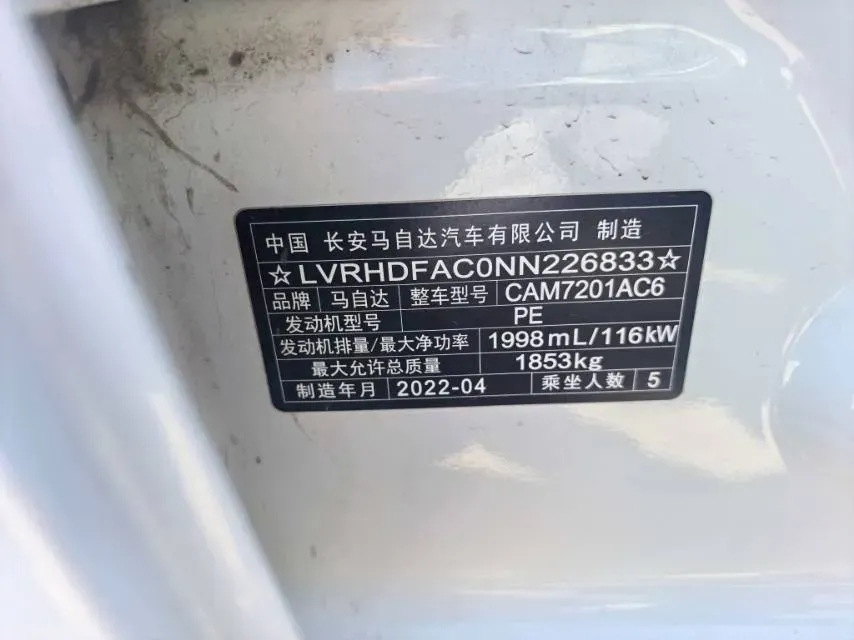 中国 长安马自达汽车有限公司 制造
☆LVRHDFAC0NN226833☆
品牌 马自达 整车型号 CAM7201AC6
发动机型号 PE
发动机排量/最大净功率 1998mL/116kW
最大允许总质量 1853kg
制造年月 2022-04 乘坐人数 5